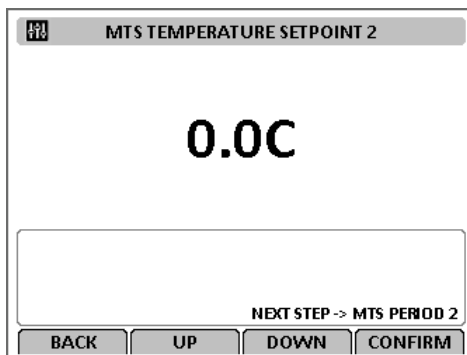 MTS TEMPERATURE SETPOINT 2
0.0C
NEXT STEP -> MTS PERIOD 2
BACK UP DOWN CONFIRM